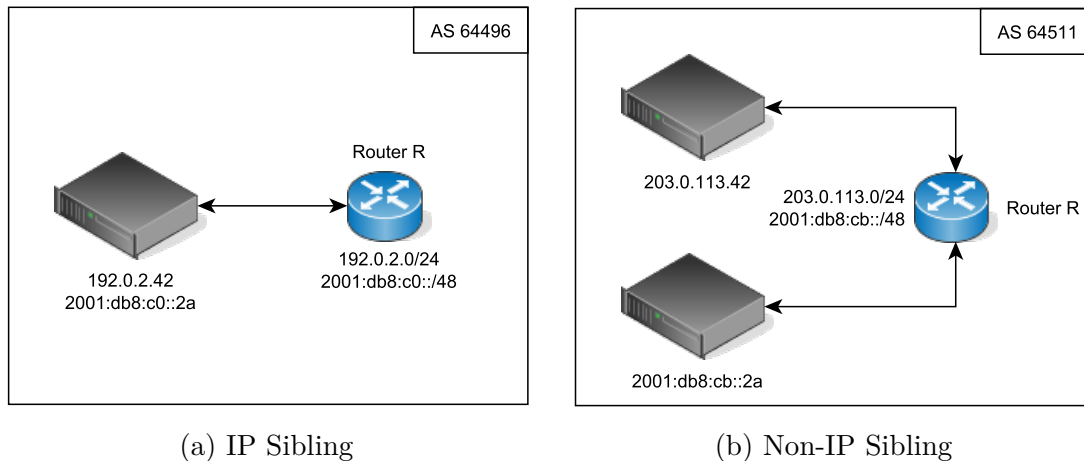 AS 64496
Router R
192.0.2.42
2001:db8:c0::2a
192.0.2.0/24
2001:db8:c0::/48
(a) IP Sibling
AS 64511
203.0.113.42
203.0.113.0/24
2001:db8:cb::/48
Router R
2001:db8:cb::2a
(b) Non-IP Sibling